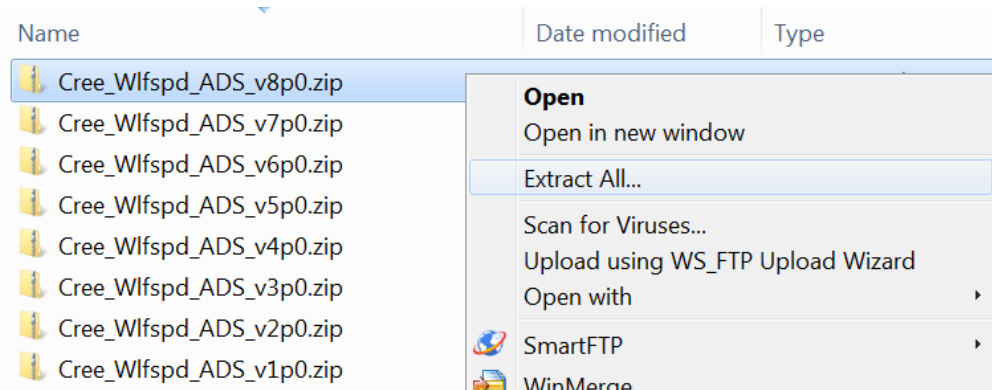 Name Date modified Type
Cree_Wlfspd_ADS_v8p0.zip
Cree_Wlfspd_ADS_v7p0.zip
Cree_Wlfspd_ADS_v6p0.zip
Cree_Wlfspd_ADS_v5p0.zip
Cree_Wlfspd_ADS_v4p0.zip
Cree_Wlfspd_ADS_v3p0.zip
Cree_Wlfspd_ADS_v2p0.zip
Cree_Wlfspd_ADS_v1p0.zip
Open
Open in new window
Extract All...
Scan for Viruses...
Upload using WS_FTP Upload Wizard
Open with
SmartFTP
WinMerge